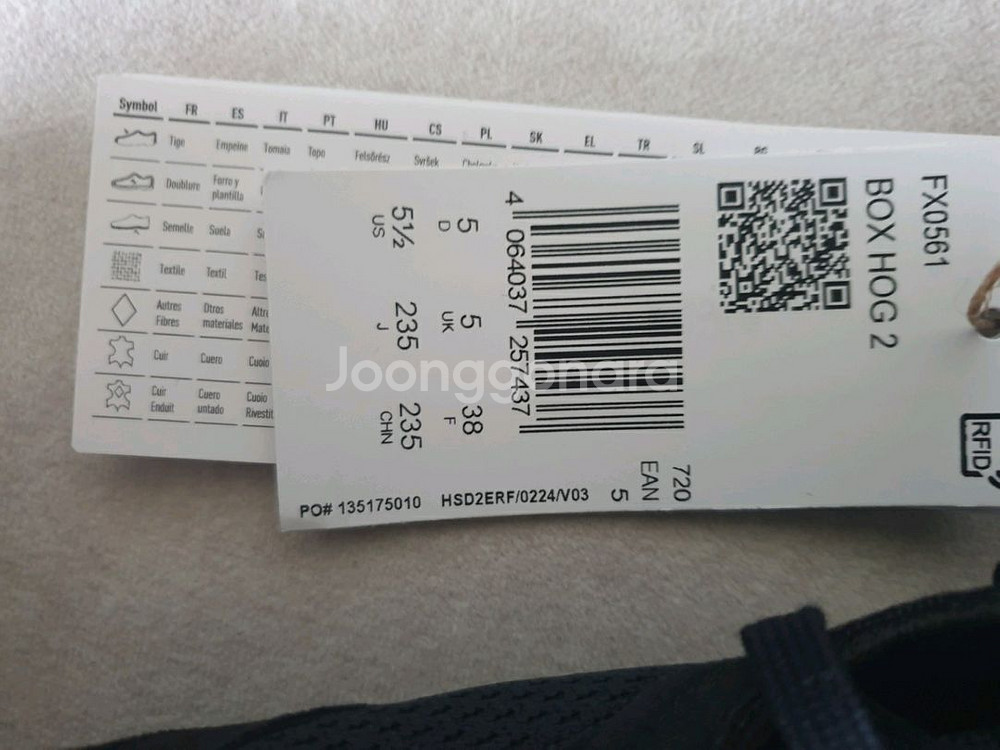 Symbol FR ES IT PT HU CS PL SK EL TR SL
Tige Empeine Tomaia Topo Felsőrész Svršek
Doublure Forro y plantilla
Semelle Suela
Textile Textil
Autres Fibres Otros materiales
Cuir Cuero Cuoio
Cuir Enduit Cuero untado Cuoio
FX0561
BOX HOG 2
4 064037 257437
5 D 5 UK 38 F
5½ US 235 J 235 CHN
720
EAN
5
RFID
PO# 135175010 HSD2ERF/0224/V03
Joonggonara